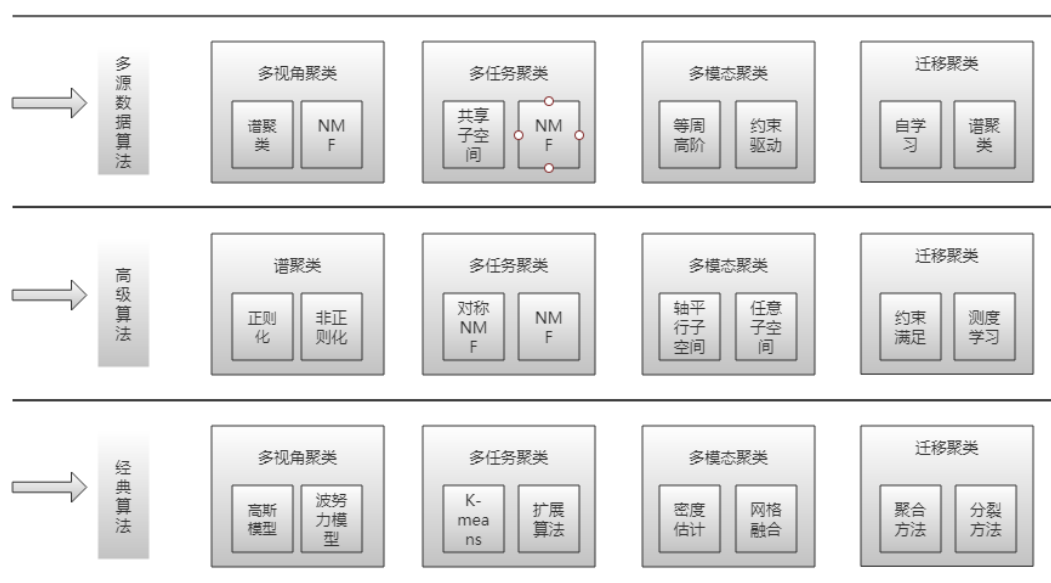 多
源
数
据
算
法
多视角聚类
谱聚
类
NM
F
多任务聚类
共享
子空
间
NM
F
多模态聚类
等周
高阶
约束
驱动
迁移聚类
自学
习
谱聚
类
高
级
算
法
谱聚类
正则
化
非正
则化
多任务聚类
对称
NM
F
NM
F
多模态聚类
轴平
行子
空间
任意
子空
间
迁移聚类
约束
满足
测度
学习
经
典
算
法
多视角聚类
高斯
模型
波努
力模
型
多任务聚类
K-
mea
ns
扩展
算法
多模态聚类
密度
估计
网格
融合
迁移聚类
聚合
方法
分裂
方法